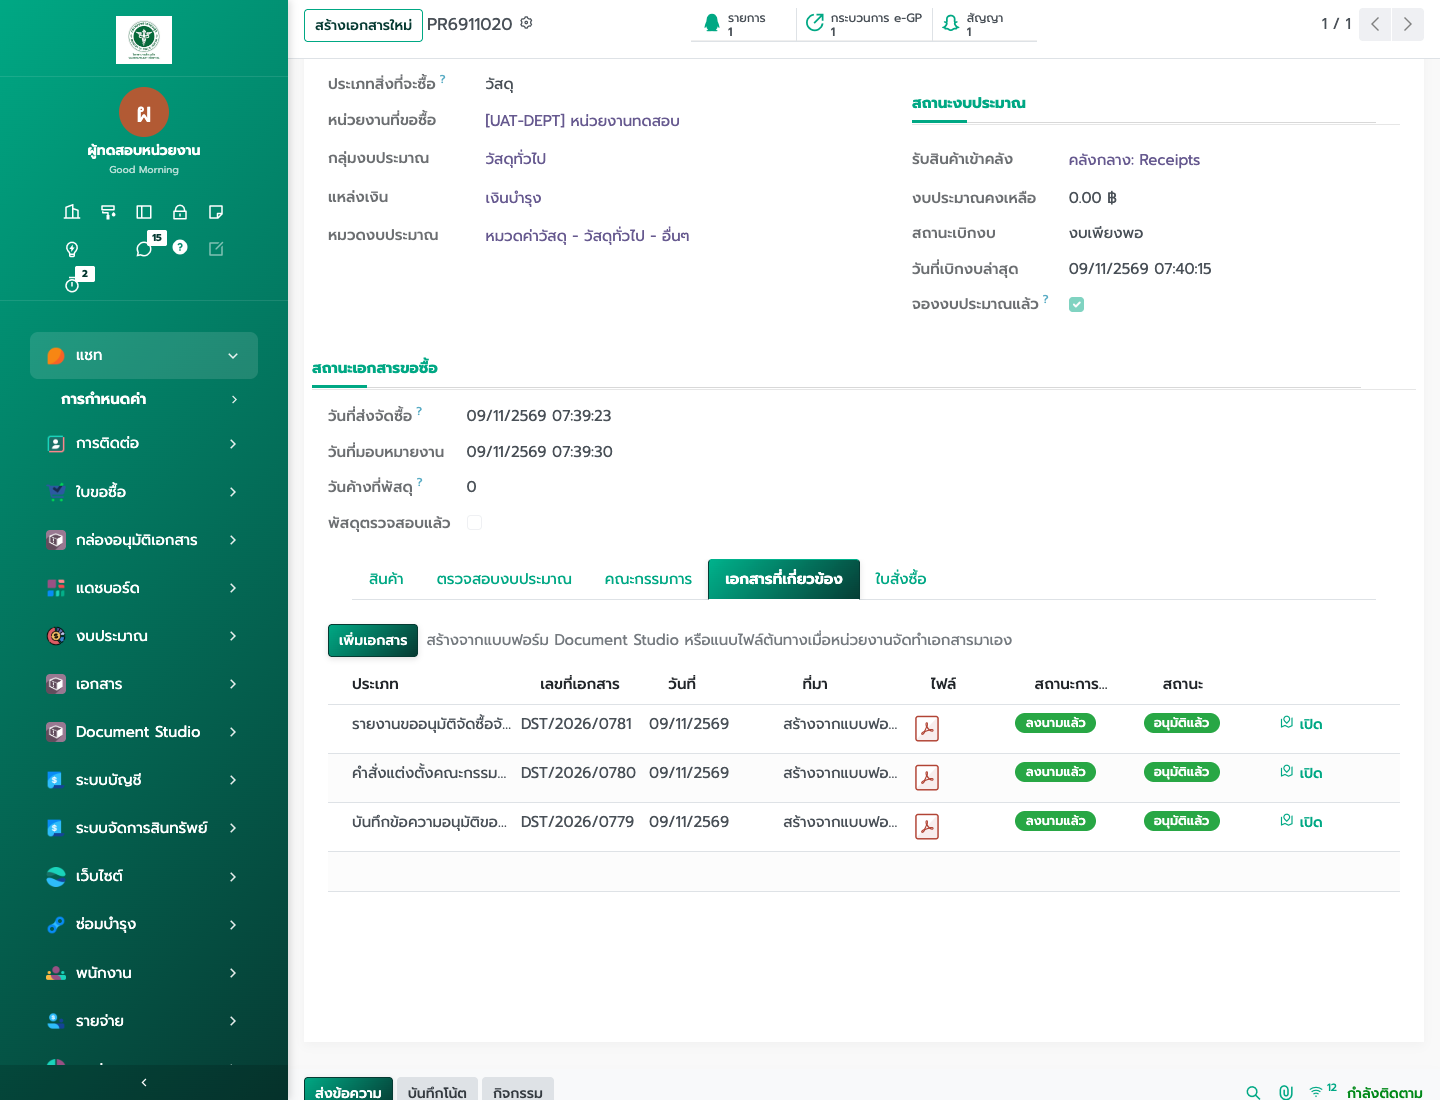 สร้างเอกสารใหม่ PR6911020
รายการ
1
กระบวนการ e-GP
1
สัญญา
1
1 / 1
ผ
ผู้ทดสอบหน่วยงาน
Good Morning
15
?
2
แชท
การกำหนดค่า
การติดต่อ
ใบขอซื้อ
กล่องอนุมัติเอกสาร
แดชบอร์ด
งบประมาณ
เอกสาร
Document Studio
ระบบบัญชี
ระบบจัดการสินทรัพย์
เว็บไซต์
ซ่อมบำรุง
พนักงาน
รายจ่าย
ประเภทสิ่งที่จะซื้อ ? วัสดุ
หน่วยงานที่ขอซื้อ [UAT-DEPT] หน่วยงานทดสอบ
กลุ่มงบประมาณ วัสดุทั่วไป
แหล่งเงิน เงินบำรุง
หมวดงบประมาณ หมวดค่าวัสดุ - วัสดุทั่วไป - อื่นๆ
สถานะงบประมาณ
รับสินค้าเข้าคลัง คลังกลาง: Receipts
งบประมาณคงเหลือ 0.00 ฿
สถานะเบิกงบ งบเพียงพอ
วันที่เบิกงบล่าสุด 09/11/2569 07:40:15
จองงบประมาณแล้ว ?
สถานะเอกสารขอซื้อ
วันที่ส่งจัดซื้อ ? 09/11/2569 07:39:23
วันที่มอบหมายงาน 09/11/2569 07:39:30
วันค้างที่พัสดุ ? 0
พัสดุตรวจสอบแล้ว
สินค้า ตรวจสอบงบประมาณ คณะกรรมการ เอกสารที่เกี่ยวข้อง ใบสั่งซื้อ
เพิ่มเอกสาร สร้างจากแบบฟอร์ม Document Studio หรือแนบไฟล์ต้นทางเมื่อหน่วยงานจัดทำเอกสารมาเอง
ประเภท เลขที่เอกสาร วันที่ ที่มา ไฟล์ สถานะการ... สถานะ
รายงานขออนุมัติจัดซื้อจั... DST/2026/0781 09/11/2569 สร้างจากแบบฟอ... ลงนามแล้ว อนุมัติแล้ว เปิด
คำสั่งแต่งตั้งคณะกรรม... DST/2026/0780 09/11/2569 สร้างจากแบบฟอ... ลงนามแล้ว อนุมัติแล้ว เปิด
บันทึกข้อความอนุมัติขอ... DST/2026/0779 09/11/2569 สร้างจากแบบฟอ... ลงนามแล้ว อนุมัติแล้ว เปิด
ส่งข้อความ บันทึกโน้ต กิจกรรม 12 กำลังติดตาม